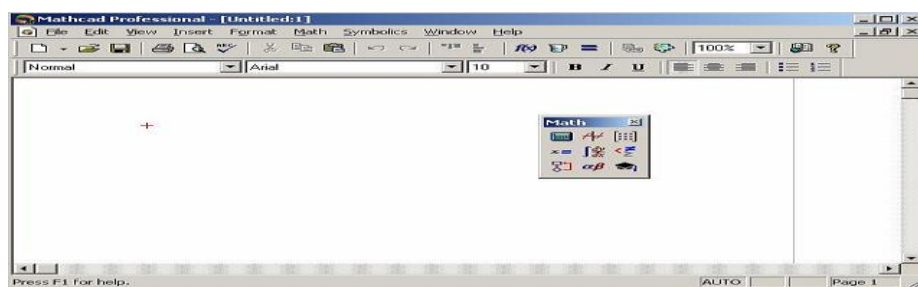 Mathcad Professional - [Untitled:1]
File Edit View Insert Format Math Symbolics Window Help
100%
Normal Arial 10 B I U
Math
αβ
Press F1 for help. AUTO Page 1